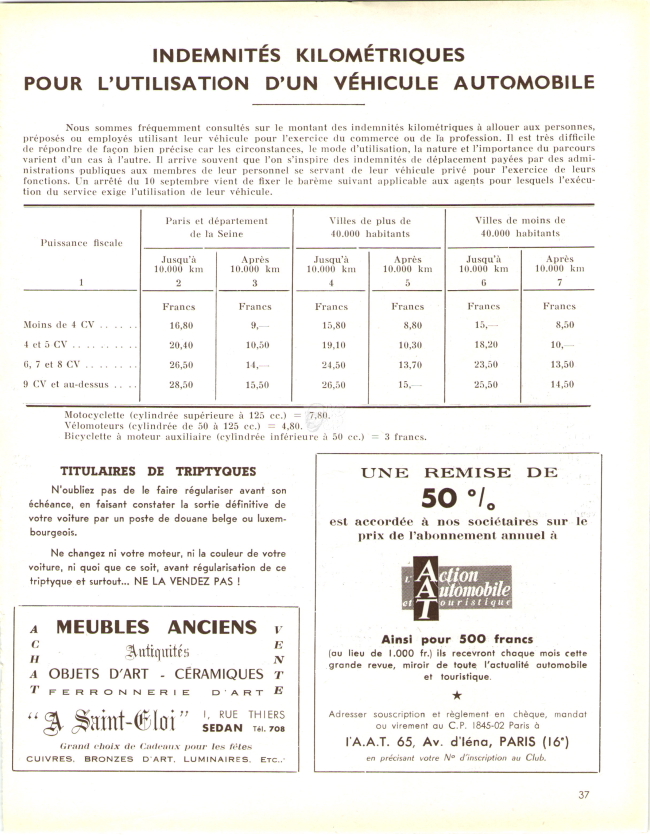 INDEMNITÉS KILOMÉTRIQUES
POUR L'UTILISATION D'UN VÉHICULE AUTOMOBILE
Nous sommes fréquemment consultés sur le montant des indemnités kilométriques à allouer aux personnes,
préposés ou employés utilisant leur véhicule pour l'exercice du commerce ou de la profession. Il est très difficile
de répondre de façon bien précise car les circonstances, le mode d'utilisation, la nature et l'importance du parcours
varient d'un cas à l'autre. Il arrive souvent que l'on s'inspire des indemnités de déplacement payées par des admi-
nistrations publiques aux membres de leur personnel se servant de leur véhicule privé pour l'exercice de leurs
fonctions. Un arrêté du 10 septembre vient de fixer le barème suivant applicable aux agents pour lesquels l'exécu-
tion du service exige l'utilisation de leur véhicule.
Puissance fiscale
Paris et département
de la Seine
Villes de plus de
40.000 habitants
Villes de moins de
40.000 habitants
Jusqu'à Après Jusqu'à Après Jusqu'à Après
10.000 km 10.000 km 10.000 km 10.000 km 10.000 km 10.000 km
1 2 3 4 5 6 7
Francs Francs Francs Francs Francs Francs
Moins de 4 CV . . . . . . 16,80 9,— 15,80 8,80 15,— 8,50
4 et 5 CV . . . . . . . . . 20,40 10,50 19,10 10,30 18,20 10,—
6, 7 et 8 CV . . . . . . . 26,50 14,— 24,50 13,70 23,50 13,50
9 CV et au-dessus . . . . 28,50 15,50 26,50 15,— 25,50 14,50
Motocyclette (cylindrée supérieure à 125 cc.) = 7,80.
Vélomoteurs (cylindrée de 50 à 125 cc.) = 4,80.
Bicyclette à moteur auxiliaire (cylindrée inférieure à 50 cc.) = 3 francs.
TITULAIRES DE TRIPTYQUES
N'oubliez pas de le faire régulariser avant son
échéance, en faisant constater la sortie définitive de
votre voiture par un poste de douane belge ou luxem-
bourgeois.
Ne changez ni votre moteur, ni la couleur de votre
voiture, ni quoi que ce soit, avant régularisation de ce
triptyque et surtout... NE LA VENDEZ PAS !
ACHAT
MEUBLES ANCIENS
Antiquités
OBJETS D'ART - CÉRAMIQUES
FERRONNERIE D'ART
VENTE
“A Saint-Eloi” 1, RUE THIERS
SEDAN Tél. 708
Grand choix de Cadeaux pour les fêtes
CUIVRES, BRONZES D'ART, LUMINAIRES, ETC..
UNE REMISE DE
50 %
est accordée à nos sociétaires sur le
prix de l'abonnement annuel à
L'Action
Automobile
et Touristique
Ainsi pour 500 francs
(au lieu de 1.000 fr.) ils recevront chaque mois cette
grande revue, miroir de toute l'actualité automobile
et touristique.
★
Adresser souscription et règlement en chèque, mandat
ou virement au C.P. 1845-02 Paris à
l'A.A.T. 65, Av. d'Iéna, PARIS (16°)
en précisant votre N° d'inscription au Club.
37